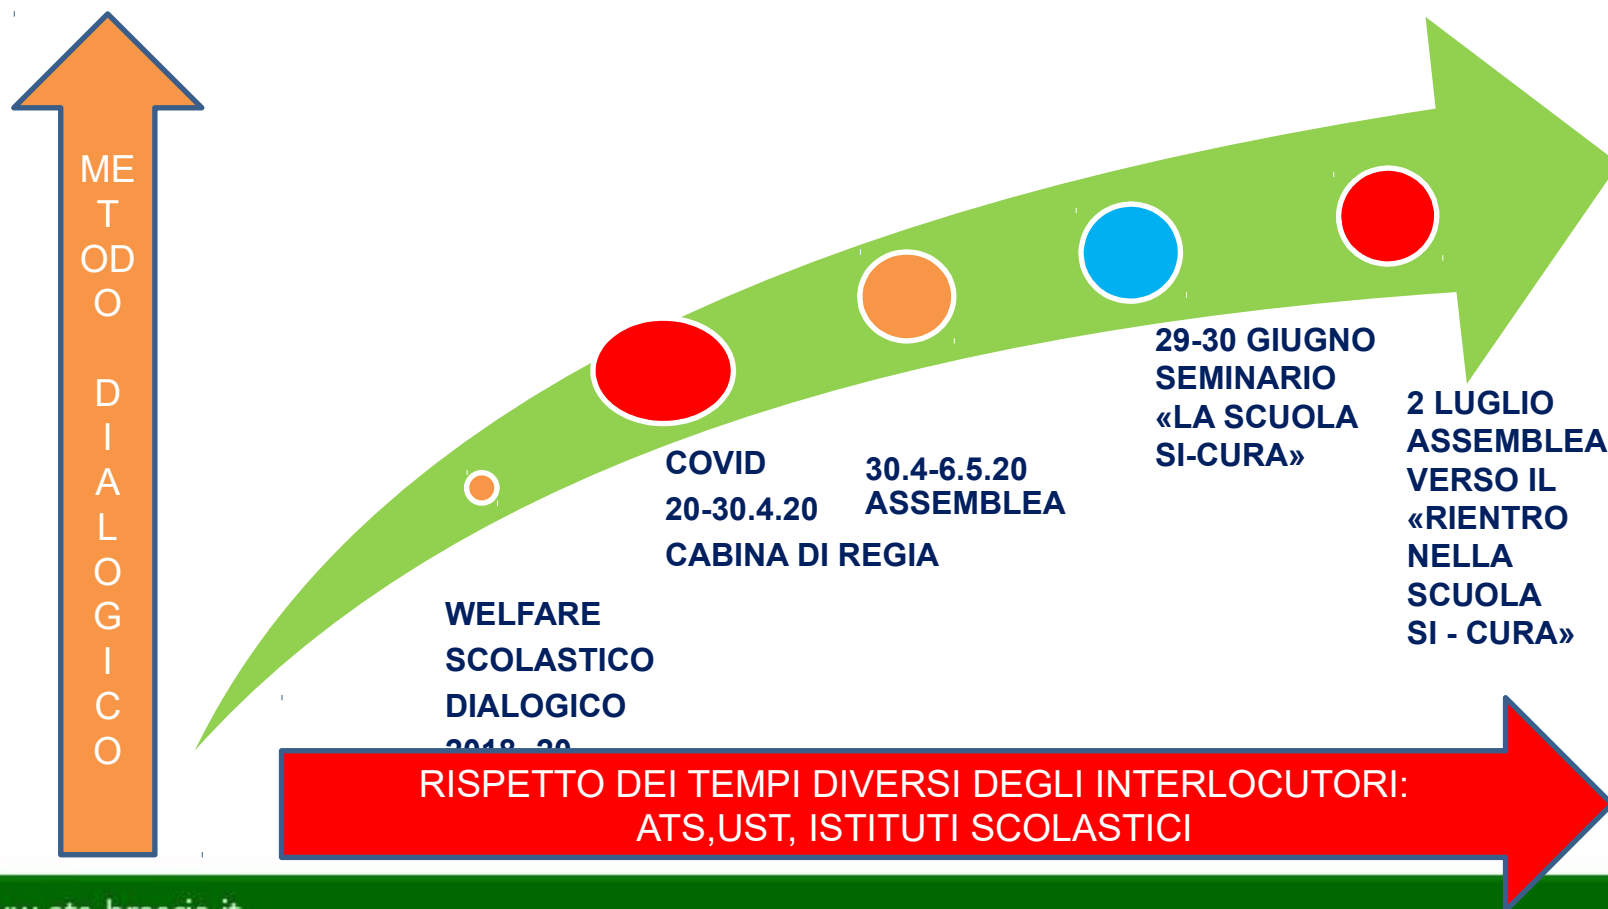 ME
T
OD
O
D
I
A
L
O
G
I
C
O
WELFARE
SCOLASTICO
DIALOGICO
COVID
20-30.4.20
CABINA DI REGIA
30.4-6.5.20
ASSEMBLEA
29-30 GIUGNO
SEMINARIO
«LA SCUOLA
SI-CURA»
2 LUGLIO
ASSEMBLEA
VERSO IL
«RIENTRO
NELLA
SCUOLA
SI - CURA»
RISPETTO DEI TEMPI DIVERSI DEGLI INTERLOCUTORI:
ATS,UST, ISTITUTI SCOLASTICI